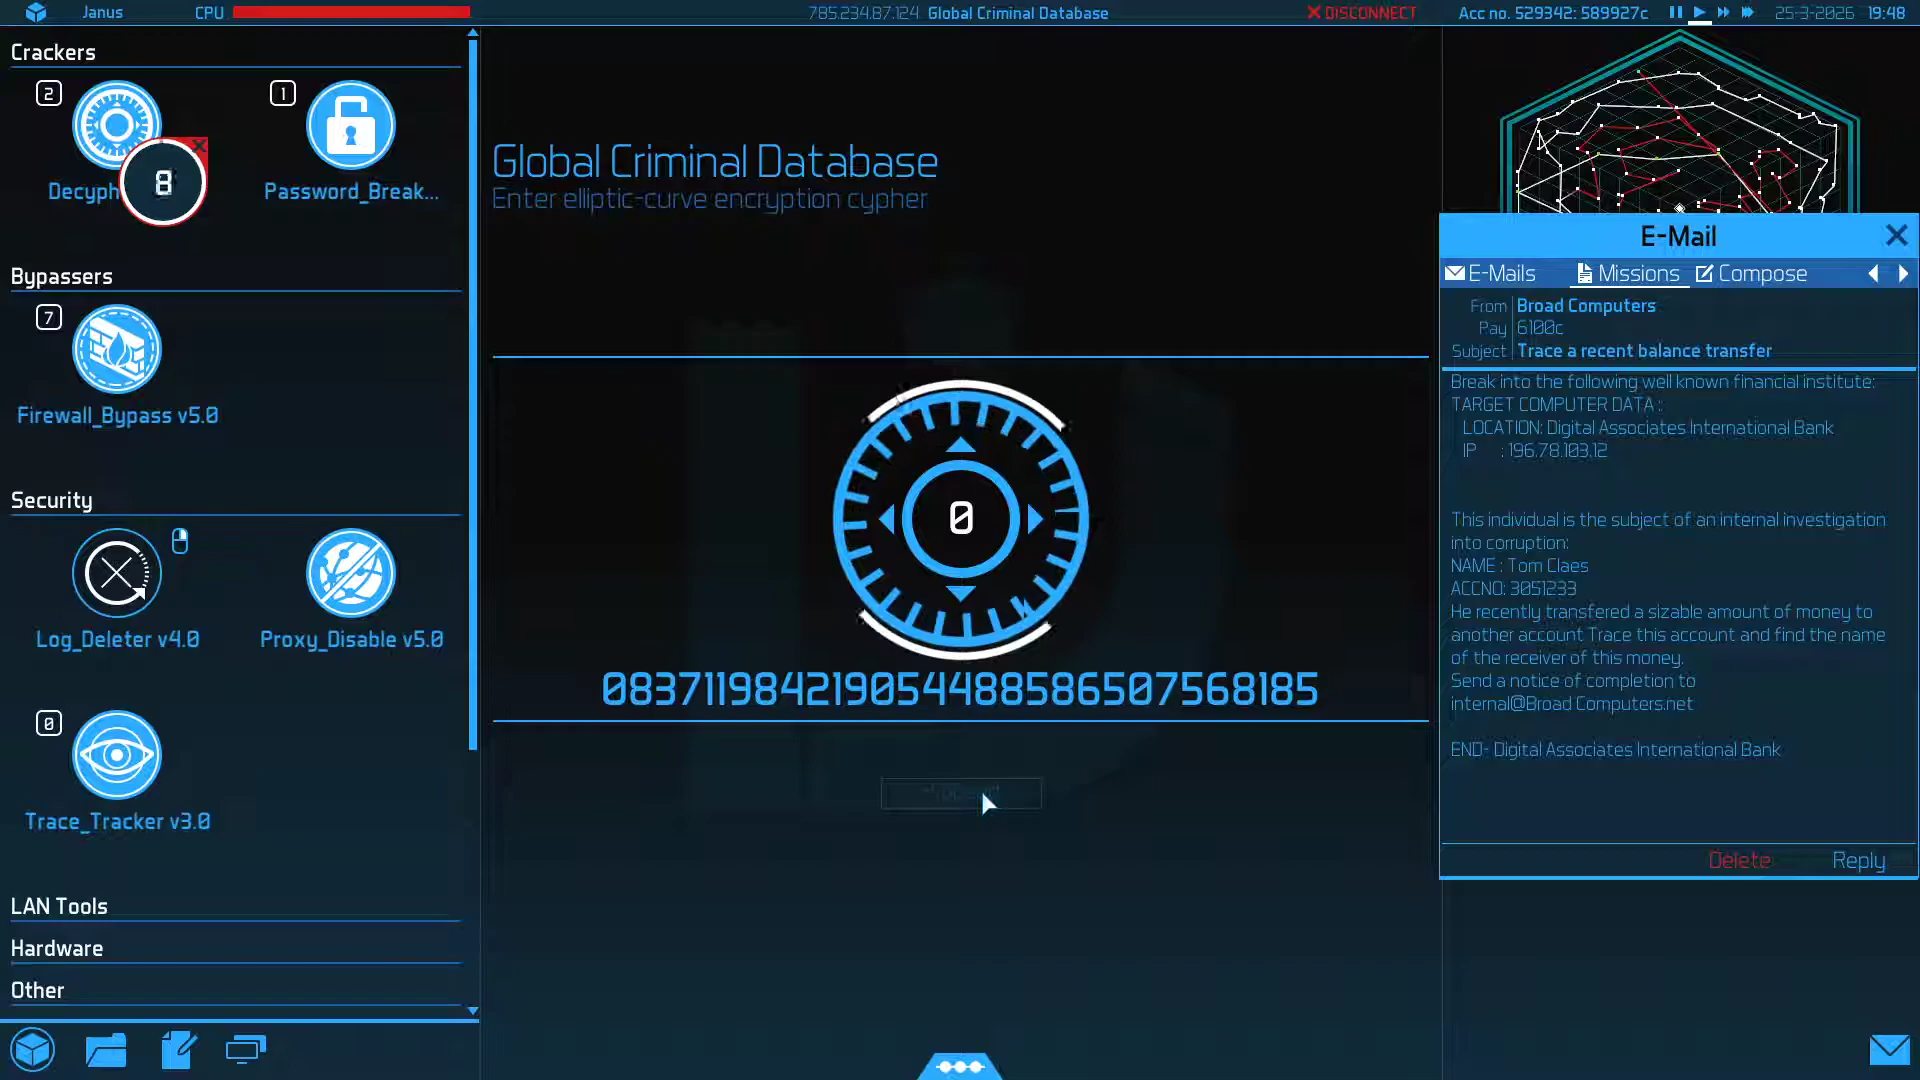 Janus
CPU
785.234.87.124 Global Criminal Database
DISCONNECT
Acc no. 529342: 589927c
25-3-2026 19:48
Crackers
2
1
8
Decyph
Password_Break...
Bypassers
7
Firewall_Bypass v5.0
Security
Log_Deleter v4.0
Proxy_Disable v5.0
0
Trace_Tracker v3.0
LAN Tools
Hardware
Other
Global Criminal Database
Enter elliptic-curve encryption cypher
0
083711984219054488586507568185
E-Mail
E-Mails
Missions
Compose
From Broad Computers
Pay 6100c
Subject Trace a recent balance transfer
Break into the following well known financial institute:
TARGET COMPUTER DATA ::
LOCATION: Digital Associates International Bank
IP : 196.78.103.12
This individual is the subject of an internal investigation
into corruption:
NAME : Tom Claes
ACCNO: 3051233
He recently transfered a sizable amount of money to
another account Trace this account and find the name
of the receiver of this money.
Send a notice of completion to
internal@Broad Computers.net
END- Digital Associates International Bank
Delete
Reply